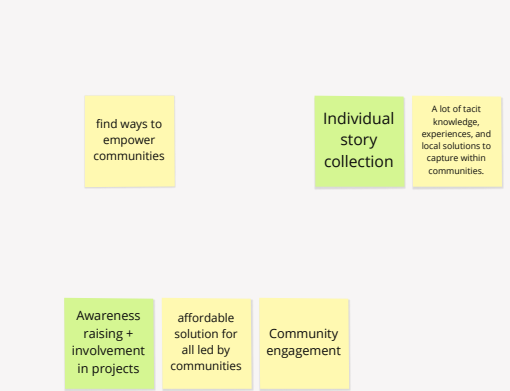 find ways to
empower
communities
Individual
story
collection
A lot of tacit
knowledge,
experiences, and
local solutions to
capture within
communities.
Awareness
raising +
involvement
in projects
affordable
solution for
all led by
communities
Community
engagement